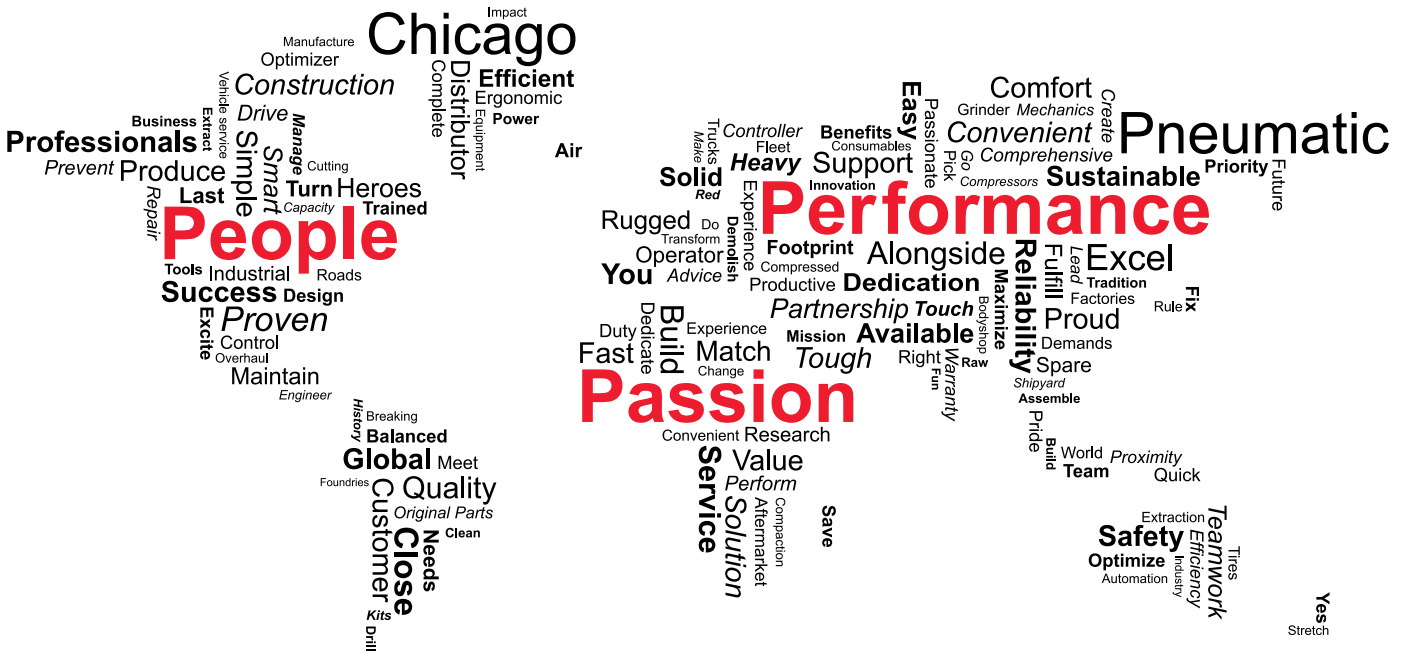 Impact
Chicago
Manufacture
Optimizer
Construction
Vehicle service
Complete
Distributor
Efficient
Ergonomic
Equipment
Power
Drive
Manage
Business
Extract
Professionals
Simple
Smart
Cutting
Prevent
Produce
Repair
Last
Turn
Heroes
Capacity
Trained
People
Tools
Industrial
Roads
Success
Design
Excite
Proven
Control
Overhaul
Maintain
Engineer
History
Breaking
Balanced
Global
Meet
Foundries
Customer
Quality
Original Parts
Close
Needs
Clean
Kits
Drill
Air
Trucks
Make
Controller
Fleet
Heavy
Benefits
Consumables
Support
Easy
Passionate
Pick
Go
Comfort
Grinder
Mechanics
Create
Convenient
Comprehensive
Compressors
Pneumatic
Sustainable
Priority
Future
Solid
Red
Experience
Innovation
Performance
Rugged
Do
Transform
Demolish
Operator
You
Advice
Footprint
Compressed
Productive
Alongside
Dedication
Reliability
Fulfill
Lead
Excel
Tradition
Factories
Rule
Fix
Maximize
Bodyshop
Partnership
Touch
Proud
Mission
Available
Demands
Duty
Dedicate
Build
Experience
Fast
Match
Change
Tough
Right
Fun
Warranty
Raw
Spare
Shipyard
Assemble
Passion
Pride
Build
World
Proximity
Team
Quick
Convenient
Research
Service
Value
Perform
Solution
Aftermarket
Compaction
Save
Extraction
Teamwork
Safety
Efficiency
Tires
Optimize
Industry
Automation
Yes
Stretch